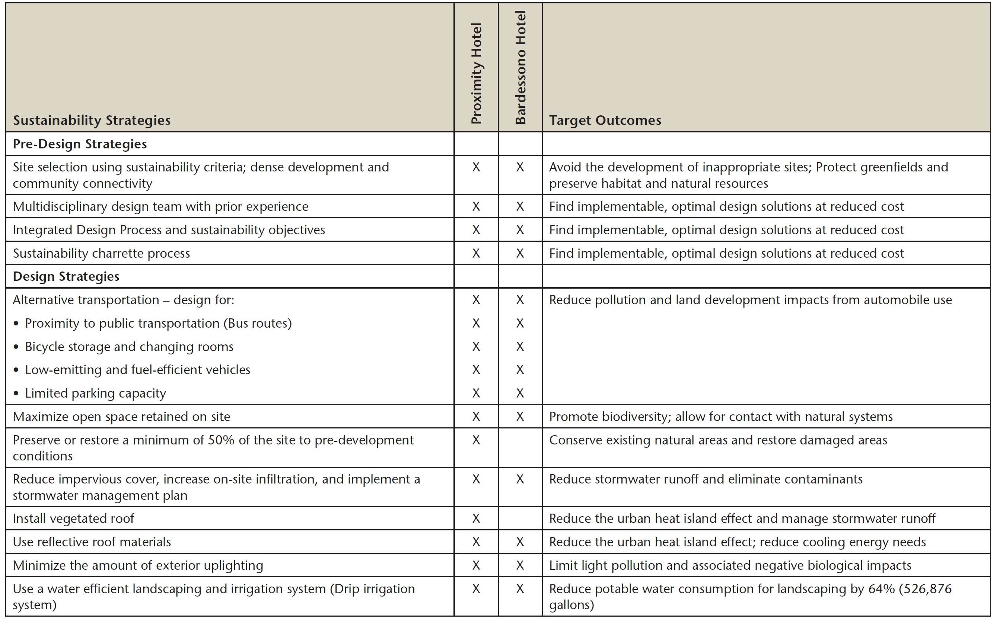 Sustainability Strategies Proximity Hotel Bardessono Hotel Target Outcomes
Pre-Design Strategies
Site selection using sustainability criteria; dense development and X X Avoid the development of inappropriate sites; Protect greenfields and
community connectivity preserve habitat and natural resources
Multidisciplinary design team with prior experience X X Find implementable, optimal design solutions at reduced cost
Integrated Design Process and sustainability objectives X X Find implementable, optimal design solutions at reduced cost
Sustainability charrette process X X Find implementable, optimal design solutions at reduced cost
Design Strategies
Alternative transportation – design for: X X Reduce pollution and land development impacts from automobile use
• Proximity to public transportation (Bus routes) X X
• Bicycle storage and changing rooms X X
• Low-emitting and fuel-efficient vehicles X X
• Limited parking capacity X X
Maximize open space retained on site X X Promote biodiversity; allow for contact with natural systems
Preserve or restore a minimum of 50% of the site to pre-development X Conserve existing natural areas and restore damaged areas
conditions
Reduce impervious cover, increase on-site infiltration, and implement a X X Reduce stormwater runoff and eliminate contaminants
stormwater management plan
Install vegetated roof X Reduce the urban heat island effect and manage stormwater runoff
Use reflective roof materials X X Reduce the urban heat island effect; reduce cooling energy needs
Minimize the amount of exterior uplighting X X Limit light pollution and associated negative biological impacts
Use a water efficient landscaping and irrigation system (Drip irrigation X X Reduce potable water consumption for landscaping by 64% (526,876
system) gallons)